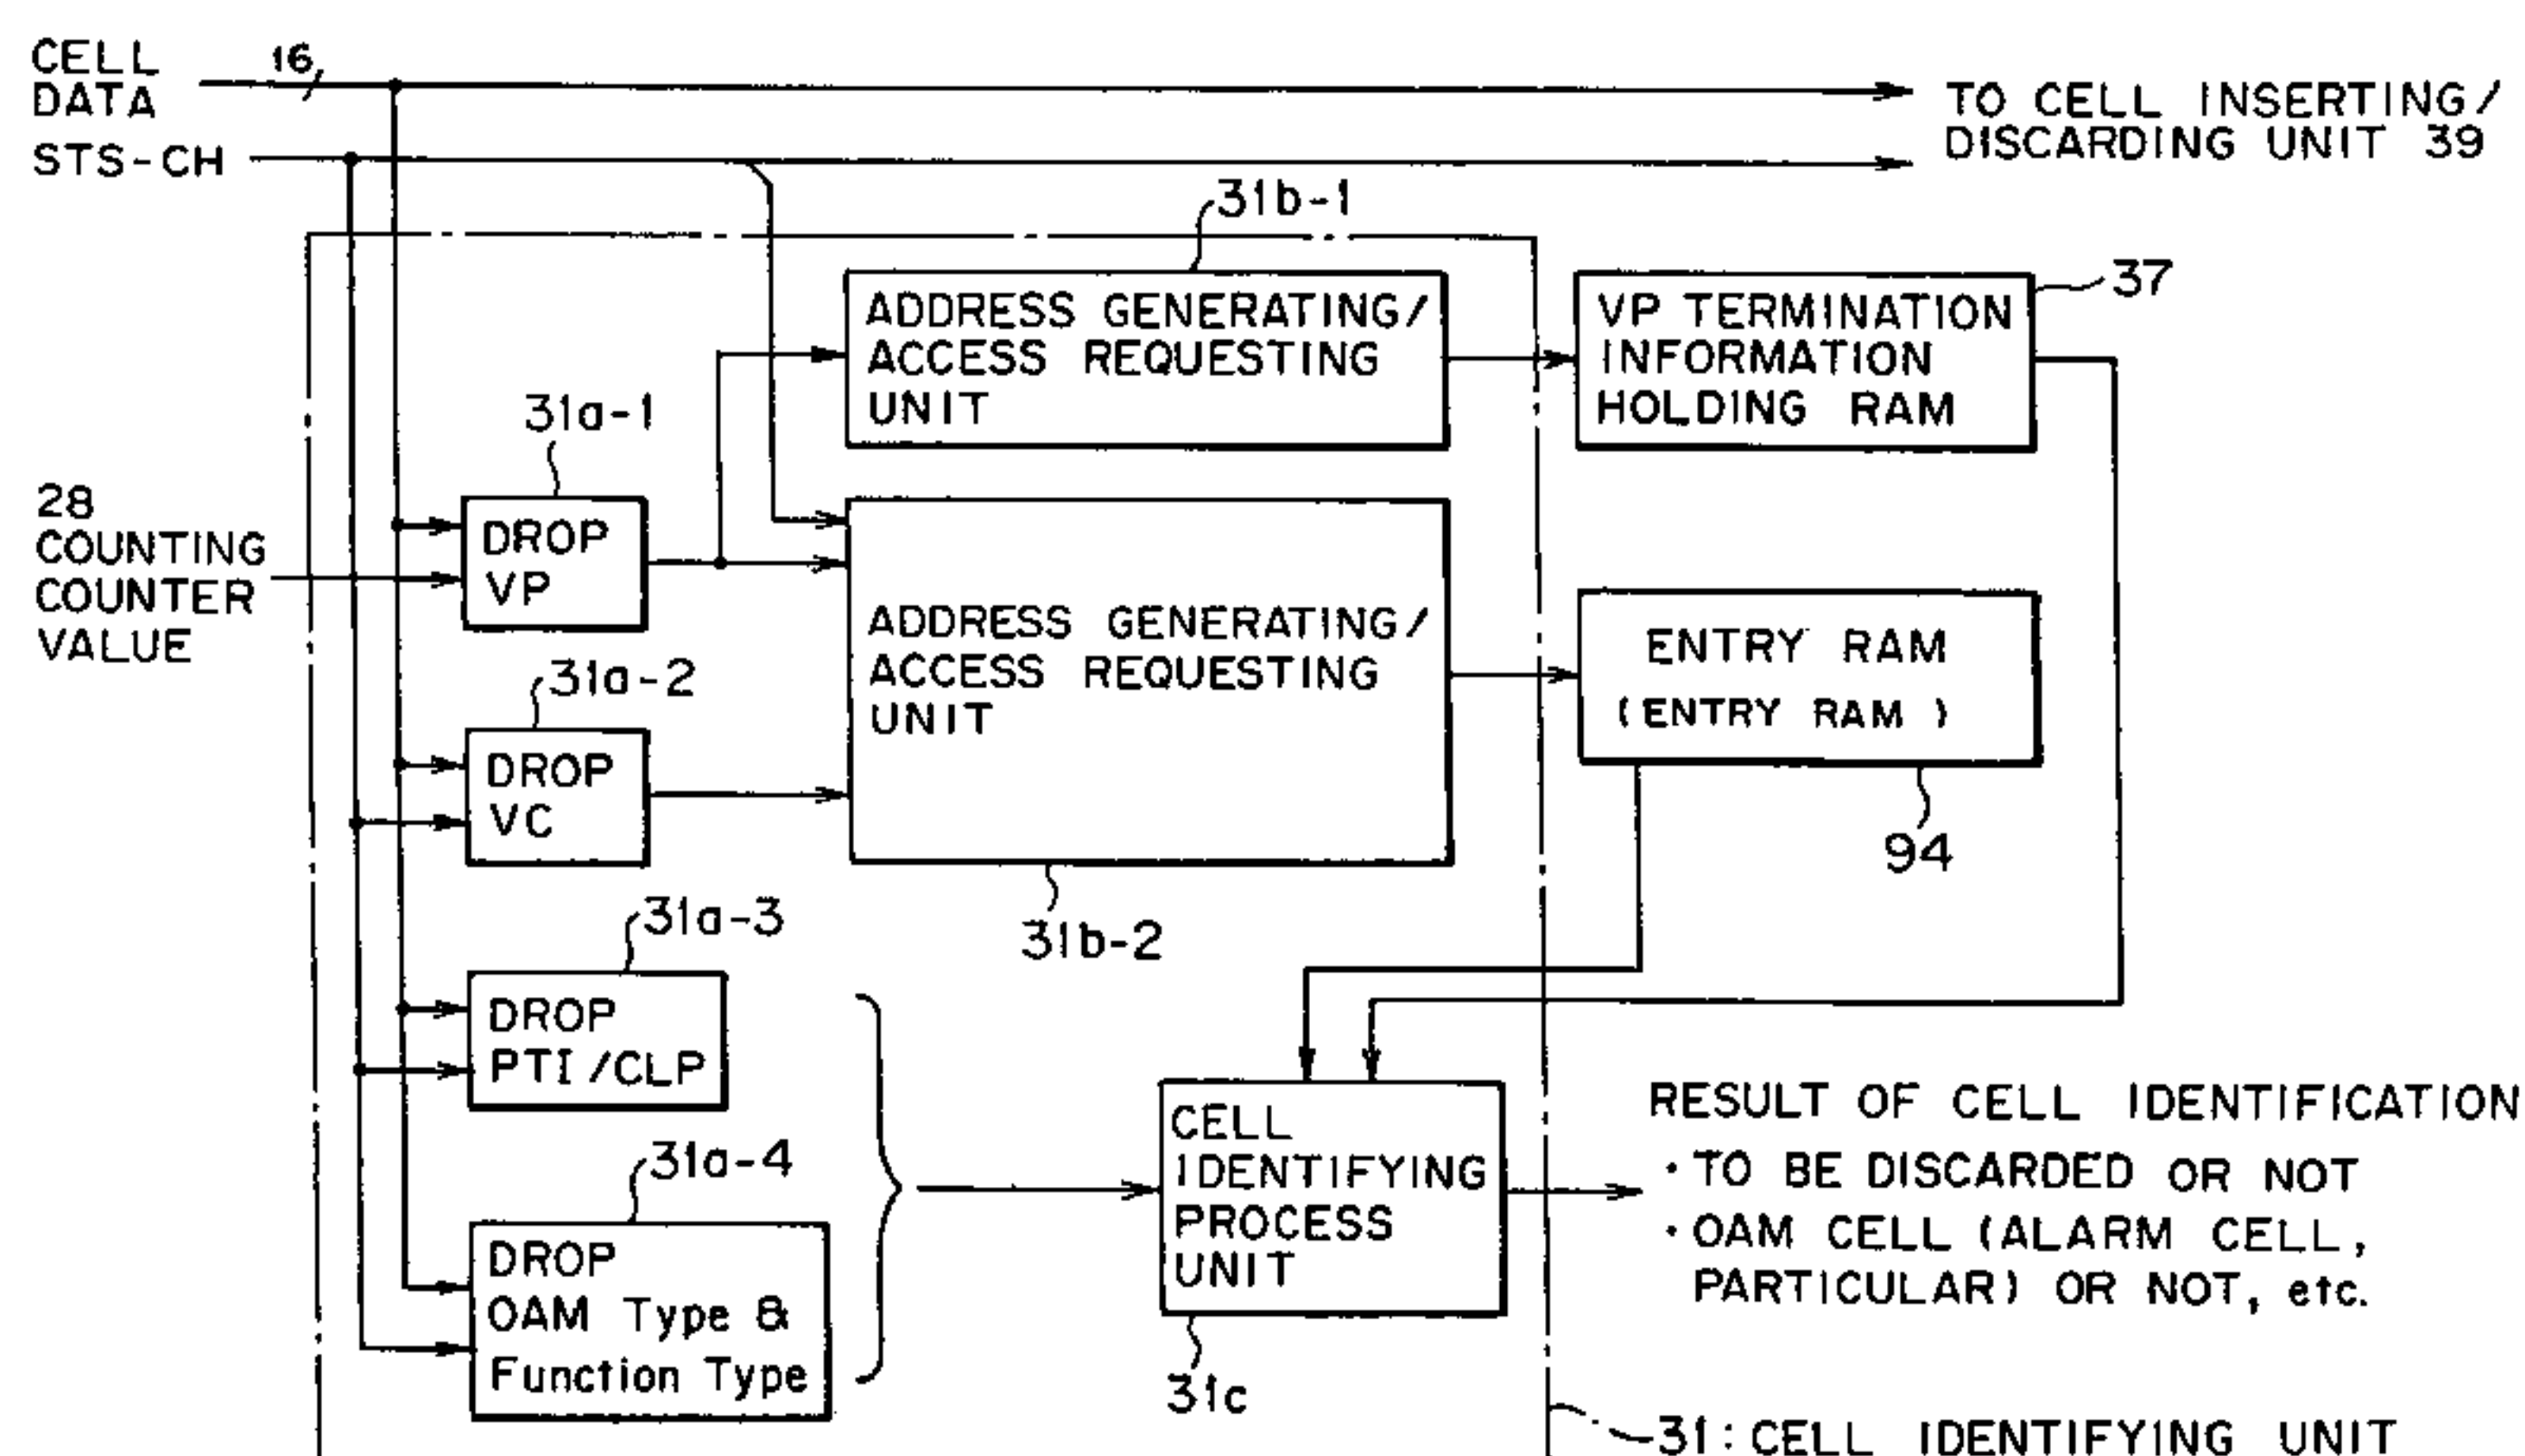 CELL
DATA
16
TO CELL INSERTING/
DISCARDING UNIT 39
STS-CH
31b-1
ADDRESS GENERATING/
ACCESS REQUESTING
UNIT
VP TERMINATION
INFORMATION
HOLDING RAM
37
31a-1
28
COUNTING
COUNTER
VALUE
DROP
VP
ADDRESS GENERATING/
ACCESS REQUESTING
UNIT
ENTRY RAM
(ENTRY RAM)
94
31a-2
DROP
VC
31b-2
31a-3
DROP
PTI/CLP
31a-4
DROP
OAM Type &
Function Type
CELL
IDENTIFYING
PROCESS
UNIT
31c
RESULT OF CELL IDENTIFICATION
・TO BE DISCARDED OR NOT
・OAM CELL (ALARM CELL,
PARTICULAR) OR NOT, etc.
31: CELL IDENTIFYING UNIT